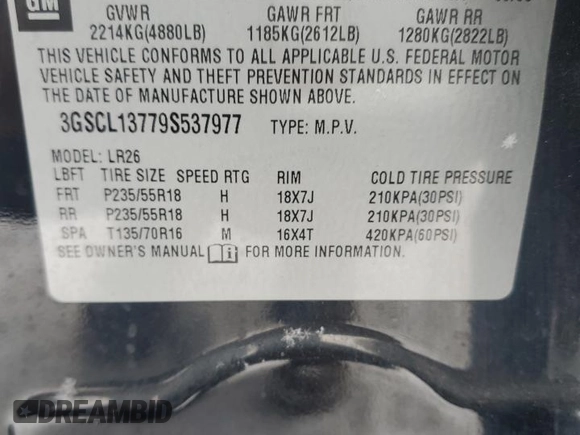 GM
GVWR GAWR FRT GAWR RR
2214KG(4880LB) 1185KG(2612LB) 1280KG(2822LB)
THIS VEHICLE CONFORMS TO ALL APPLICABLE U.S. FEDERAL MOTOR
VEHICLE SAFETY AND THEFT PREVENTION STANDARDS IN EFFECT ON
THE DATE OF MANUFACTURE SHOWN ABOVE.
3GSCL13779S537977 TYPE: M.P.V.
MODEL: LR26
LBFT TIRE SIZE SPEED RTG RIM COLD TIRE PRESSURE
FRT P235/55R18 H 18X7J 210KPA(30PSI)
RR P235/55R18 H 18X7J 210KPA(30PSI)
SPA T135/70R16 M 16X4T 420KPA(60PSI)
SEE OWNER'S MANUAL FOR MORE INFORMATION.
DREAMBID